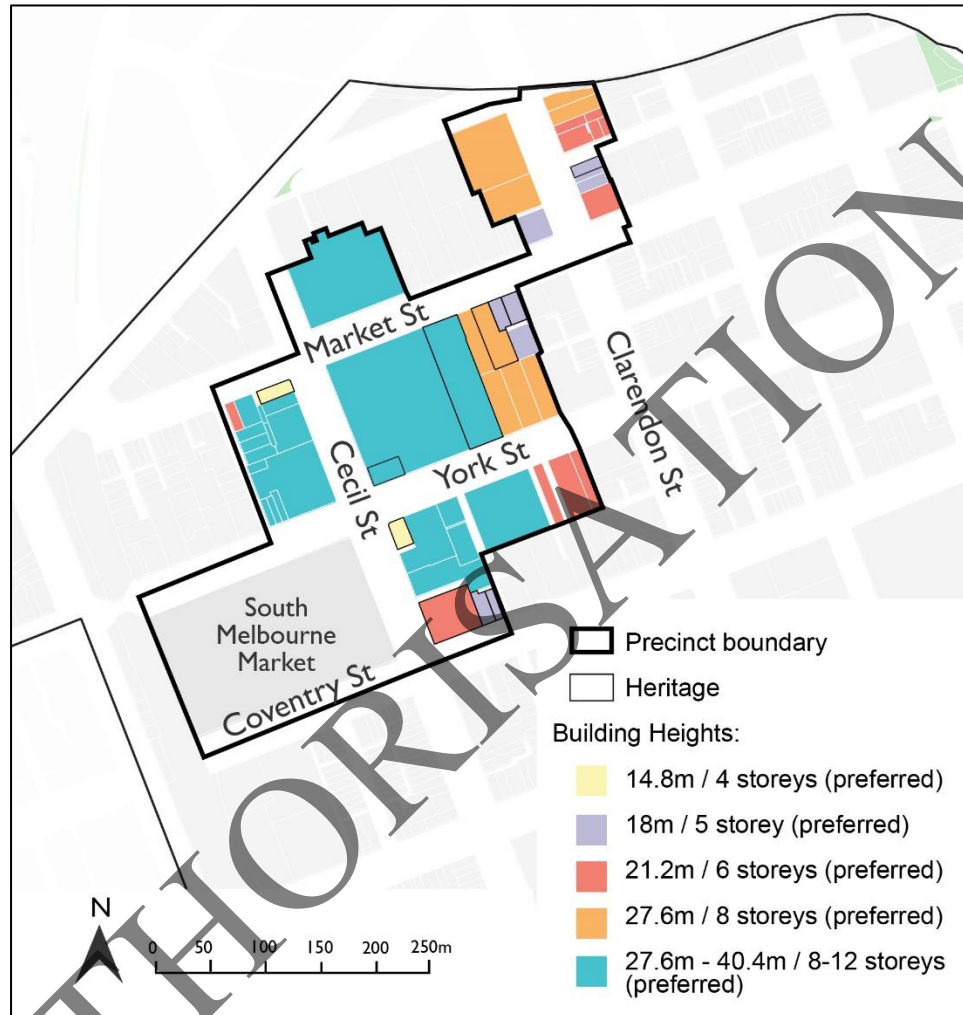 Market St
Clarendon St
Cecil St
York St
South
Melbourne
Market
Coventry St
Precinct boundary
Heritage
Building Heights:
14.8m / 4 storeys (preferred)
18m / 5 storey (preferred)
21.2m / 6 storeys (preferred)
27.6m / 8 storeys (preferred)
27.6m - 40.4m / 8-12 storeys
(preferred)
N
0 50 100 150 200 250m
THORISATION